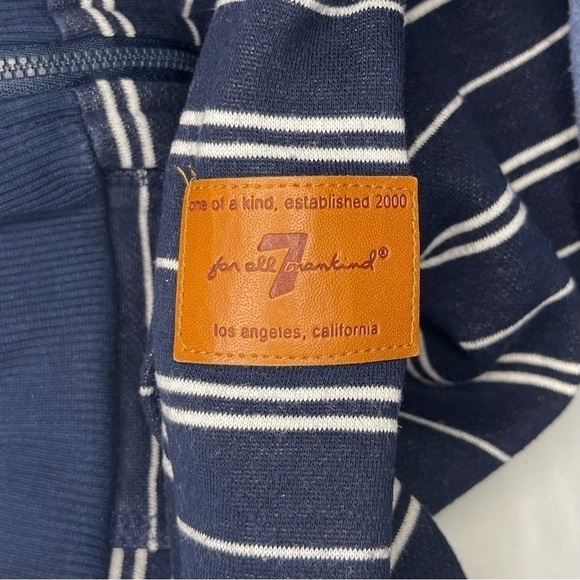 one of a kind, established 2000
for all 7 mankind®
los angeles, california